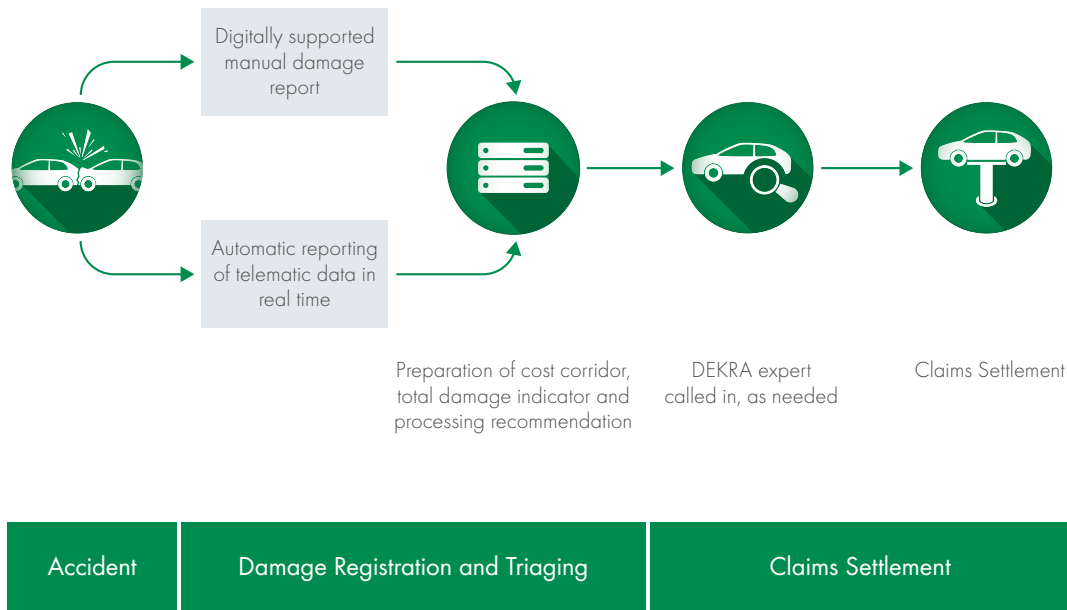 Digitally supported
manual damage
report
Automatic reporting
of telematic data in
real time
Preparation of cost corridor,
total damage indicator and
processing recommendation
DEKRA expert
called in, as needed
Claims Settlement
Accident
Damage Registration and Triaging
Claims Settlement